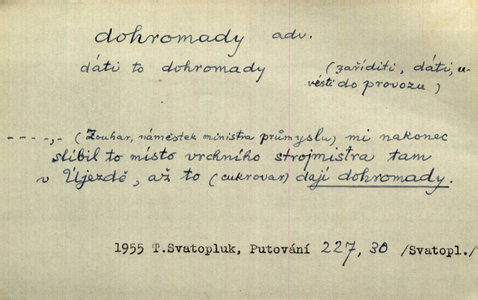 dohromady adv.
dáti to dohromady (zaříditi, dáti, u-
vésti do provozu)
----,- (Zouhar, náměstek ministra průmyslu) mi nakonec
slíbil to místo vrchního strojmistra tam
v Újezdě, až to (cukrovar) dají dohromady.
1955 T.Svatopluk, Putování 227, 30 /Svatopl./